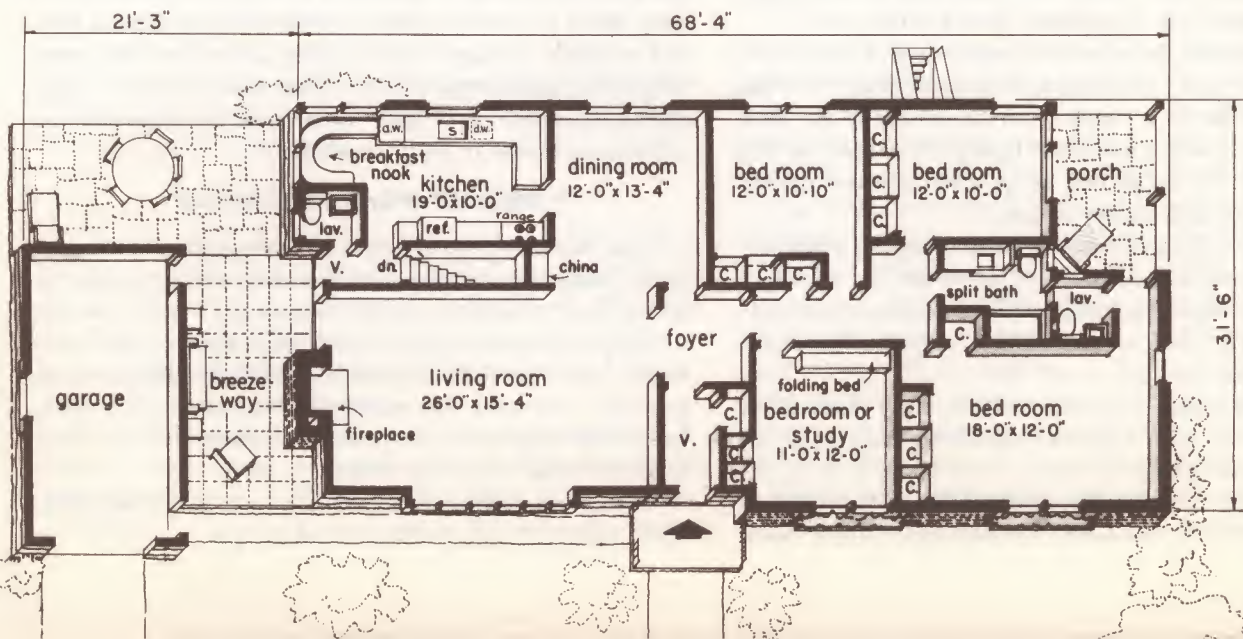 21'-3"
68'-4"
a.w.
S.
d.w.
breakfast
nook
kitchen
19'-0"x10'-0"
lav.
ref.
range
V.
dn.
china
dining room
12'-0" x 13'-4"
bed room
12'-0"x10'-10"
C.
C.
C.
C.
C.
C.
bed room
12'-0"x10'-0"
porch
split bath
lav.
C.
31'-6"
foyer
garage
breeze-
way
living room
26'-0" x 15'-4"
fireplace
V.
C.
C.
C.
folding bed
bedroom or
study
11'-0"x12'-0"
C.
C.
C.
bed room
18'-0"x12'-0"